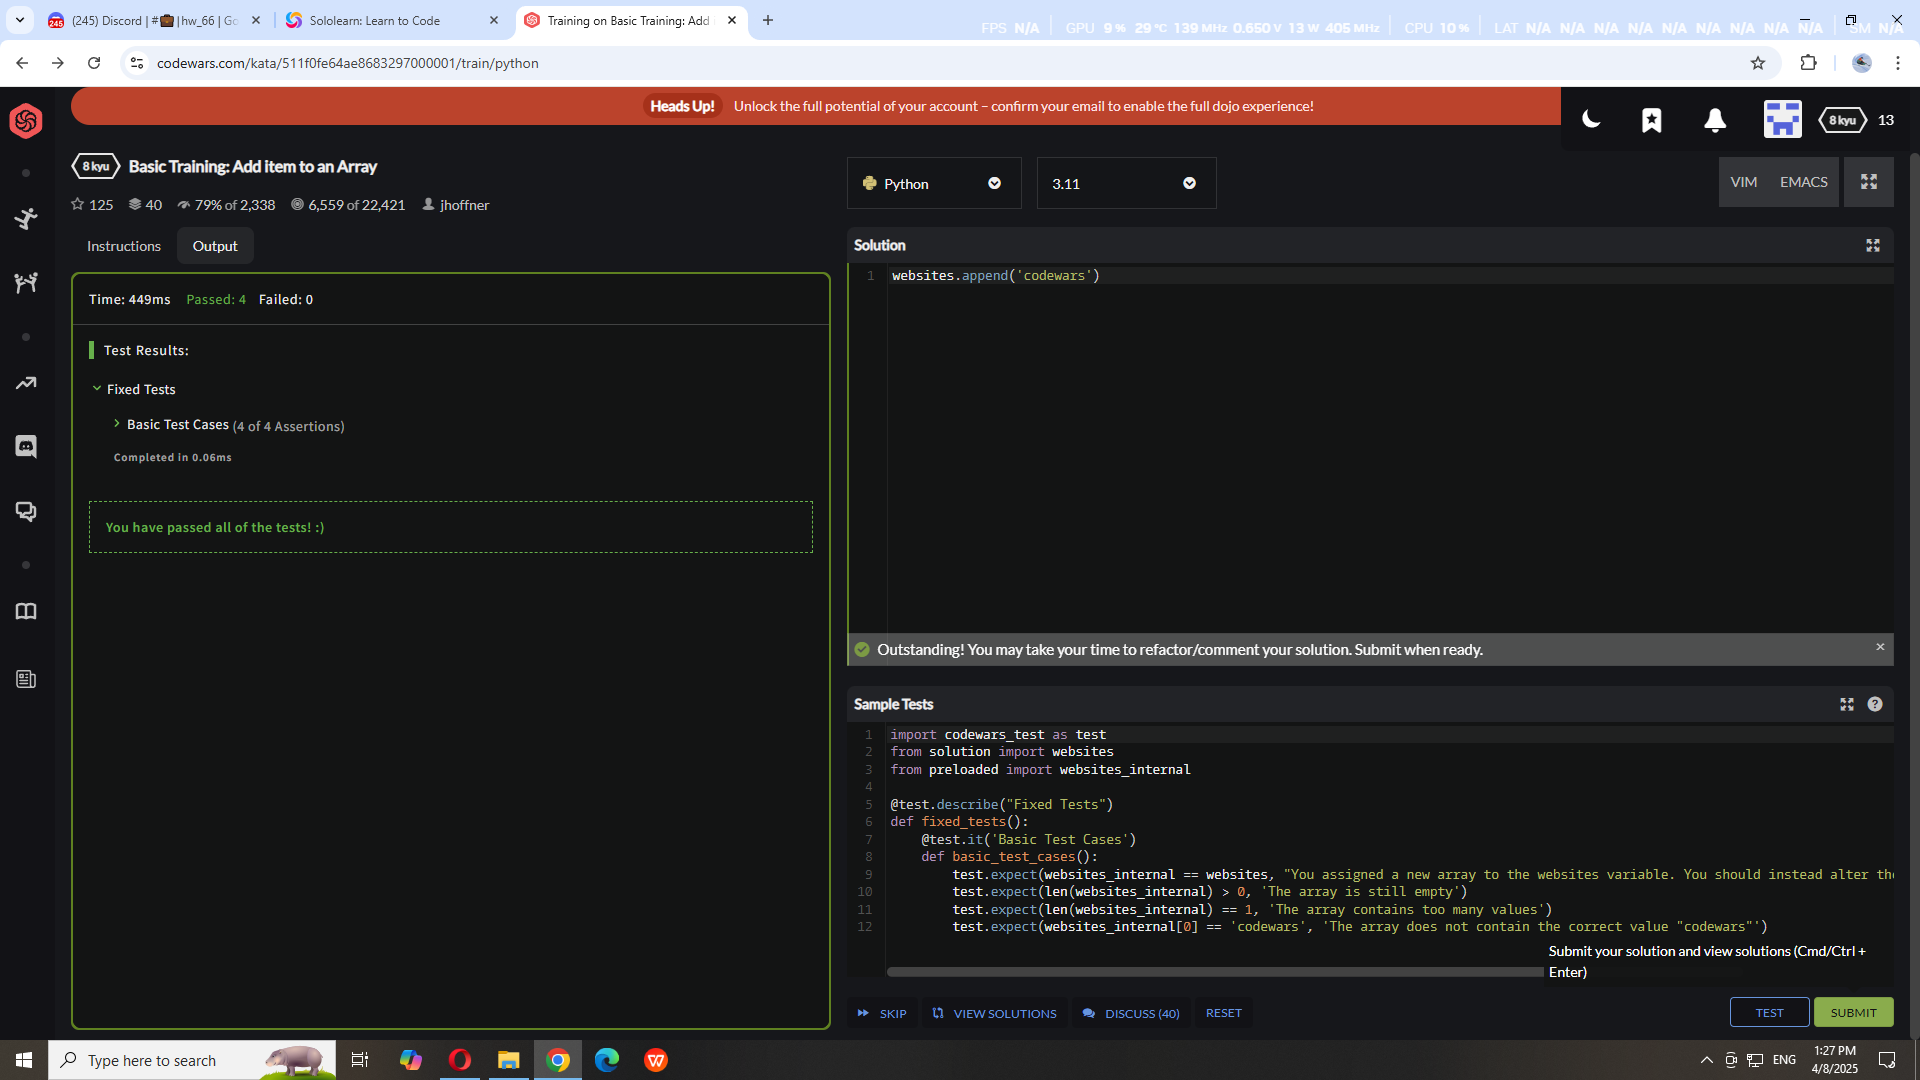 (245) Discord | #💼|hw_66 | Go
Sololearn: Learn to Code
Training on Basic Training: Add i
FPS N/A GPU 9 % 29 °C 139 MHz 0.650 V 13 W 405 MHz CPU 10 % LAT N/A N/A N/A N/A N/A N/A N/A N/A N/A SM N/A
codewars.com/kata/511f0fe64ae8683297000001/train/python
Heads Up! Unlock the full potential of your account – confirm your email to enable the full dojo experience!
8 kyu 13
8 kyu Basic Training: Add item to an Array
125 40 79% of 2,338 6,559 of 22,421 jhoffner
Python
3.11
VIM EMACS
Instructions Output
Time: 449ms Passed: 4 Failed: 0
Test Results:
Fixed Tests
Basic Test Cases (4 of 4 Assertions)
Completed in 0.06ms
You have passed all of the tests! :)
Solution
1 websites.append('codewars')
Outstanding! You may take your time to refactor/comment your solution. Submit when ready.
Sample Tests
1 import codewars_test as test
2 from solution import websites
3 from preloaded import websites_internal
4
5 @test.describe("Fixed Tests")
6 def fixed_tests():
7 @test.it('Basic Test Cases')
8 def basic_test_cases():
9 test.expect(websites_internal == websites, "You assigned a new array to the websites variable. You should instead alter the
10 test.expect(len(websites_internal) > 0, 'The array is still empty')
11 test.expect(len(websites_internal) == 1, 'The array contains too many values')
12 test.expect(websites_internal[0] == 'codewars', 'The array does not contain the correct value "codewars"')
Submit your solution and view solutions (Cmd/Ctrl +
Enter)
SKIP VIEW SOLUTIONS DISCUSS (40) RESET
TEST SUBMIT
Type here to search
ENG
1:27 PM
4/8/2025